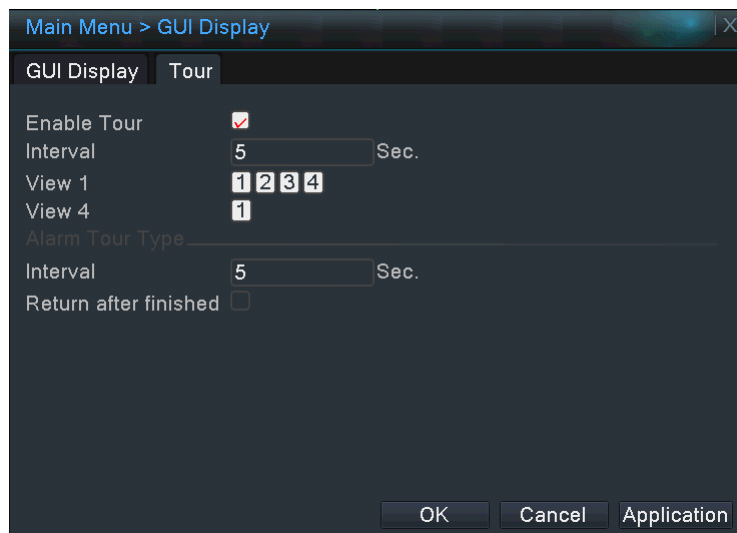 Main Menu > GUI Display X
GUI Display Tour
Enable Tour
Interval 5 Sec.
View 1 1 2 3 4
View 4 1
Alarm Tour Type
Interval 5 Sec.
Return after finished
OK Cancel Application